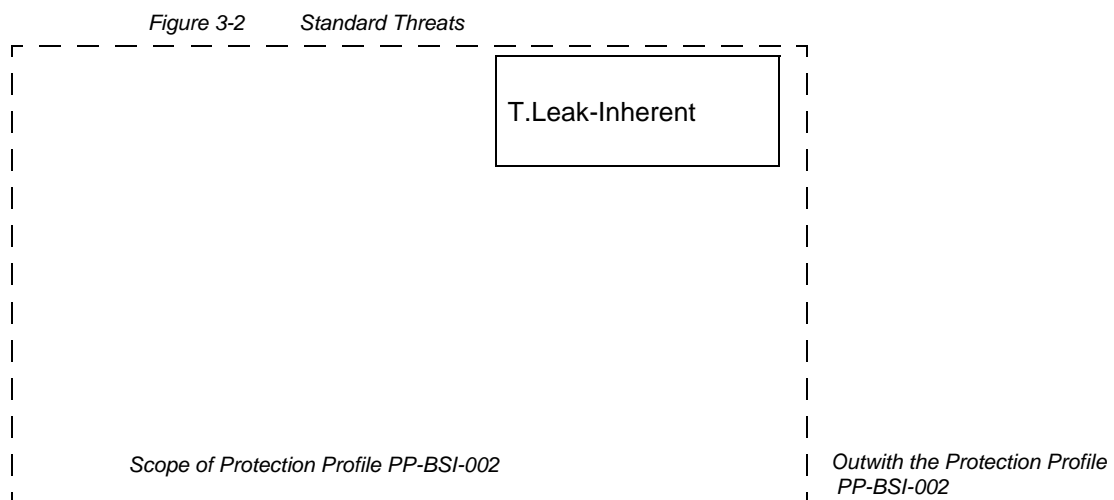 Figure 3-2 Standard Threats
T.Leak-Inherent
Scope of Protection Profile PP-BSI-002
Outwith the Protection Profile
PP-BSI-002